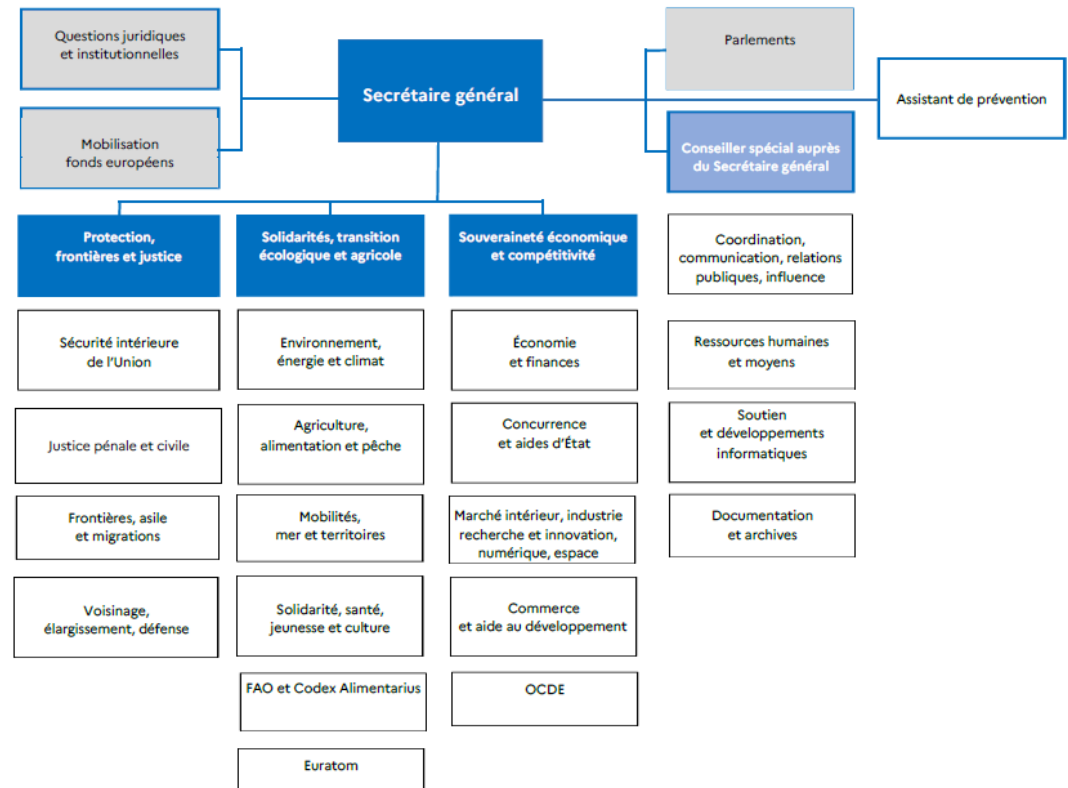 Questions juridiques
et institutionnelles
Mobilisation
fonds européens
Secrétaire général
Parlements
Conseiller spécial auprès
du Secrétaire général
Assistant de prévention
Protection,
frontières et justice
Sécurité intérieure
de l'Union
Justice pénale et civile
Frontières, asile
et migrations
Voisinage,
élargissement, défense
Solidarités, transition
écologique et agricole
Environnement,
énergie et climat
Agriculture,
alimentation et pêche
Mobilités,
mer et territoires
Solidarité, santé,
jeunesse et culture
FAO et Codex Alimentarius
Euratom
Souveraineté économique
et compétitivité
Économie
et finances
Concurrence
et aides d'État
Marché intérieur, industrie
recherche et innovation,
numérique, espace
Commerce
et aide au développement
OCDE
Coordination,
communication, relations
publiques, influence
Ressources humaines
et moyens
Soutien
et développements
informatiques
Documentation
et archives